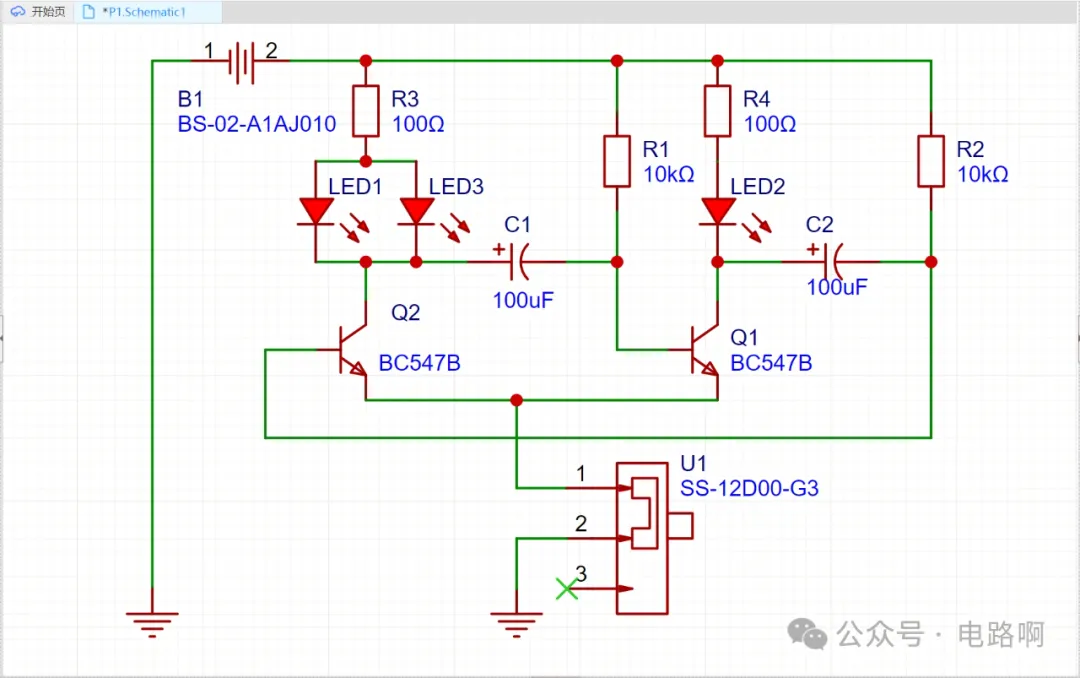 开始页
*P1.Schematic1
1
2
B1
BS-02-A1AJ010
R3
100Ω
R4
100Ω
R1
10kΩ
R2
10kΩ
LED1
LED3
LED2
C1
+
100uF
C2
+
100uF
Q2
BC547B
Q1
BC547B
U1
SS-12D00-G3
1
2
3
公众号 · 电路啊